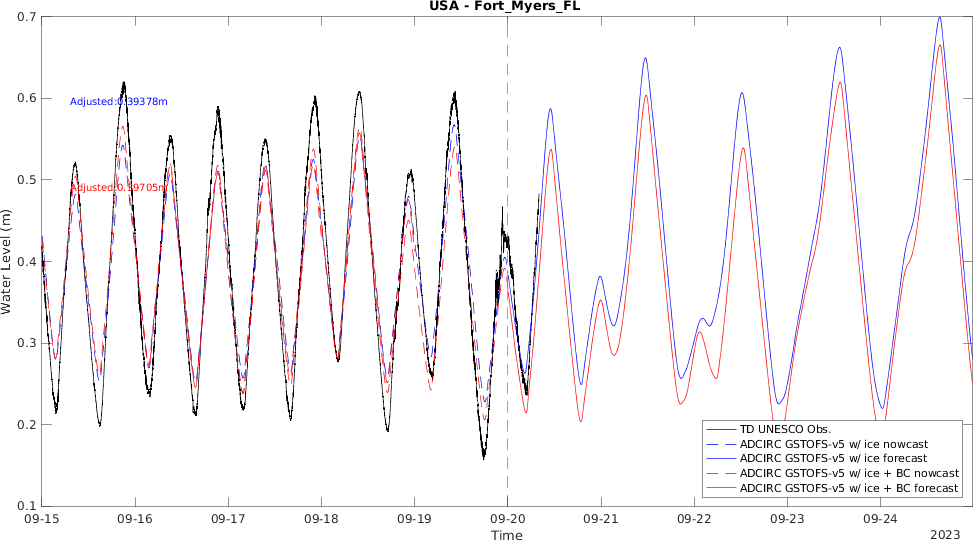 USA - Fort_Myers_FL
0.7
0.6
0.5
0.4
0.3
0.2
0.1
Water Level (m)
Adjusted:0.39378m
Adjusted:0.39705m
TD UNESCO Obs.
ADCIRC GSTOFS-v5 w/ ice nowcast
ADCIRC GSTOFS-v5 w/ ice forecast
ADCIRC GSTOFS-v5 w/ ice + BC nowcast
ADCIRC GSTOFS-v5 w/ ice + BC forecast
09-15 09-16 09-17 09-18 09-19 09-20 09-21 09-22 09-23 09-24
Time
2023